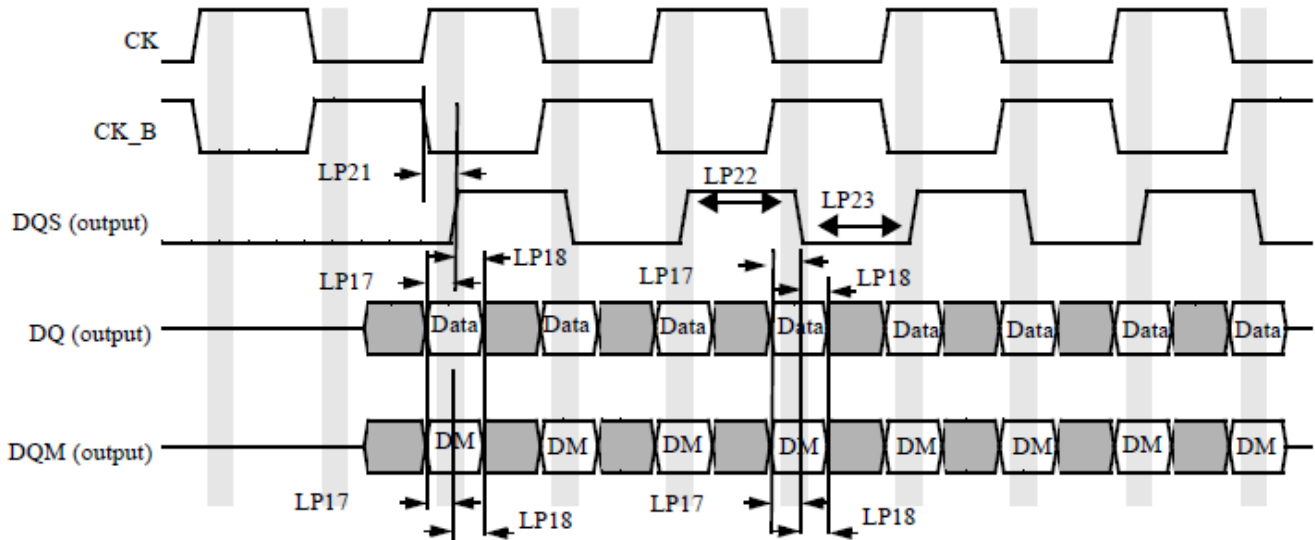 CK
CK_B
LP21
LP22
LP23
DQS (output)
LP17
LP18
LP17
LP18
DQ (output)
Data
Data
Data
Data
Data
Data
Data
Data
DQM (output)
DM
DM
DM
DM
DM
DM
DM
DM
LP17
LP18
LP17
LP18